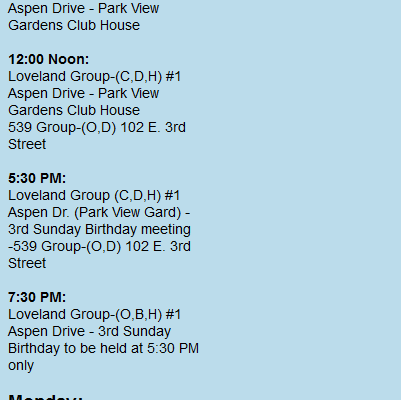 Aspen Drive - Park View
Gardens Club House
12:00 Noon:
Loveland Group-(C,D,H) #1
Aspen Drive - Park View
Gardens Club House
539 Group-(O,D) 102 E. 3rd
Street
5:30 PM:
Loveland Group (C,D,H) #1
Aspen Dr. (Park View Gard) -
3rd Sunday Birthday meeting
-539 Group-(O,D) 102 E. 3rd
Street
7:30 PM:
Loveland Group-(O,B,H) #1
Aspen Drive - 3rd Sunday
Birthday to be held at 5:30 PM
only
Monday: